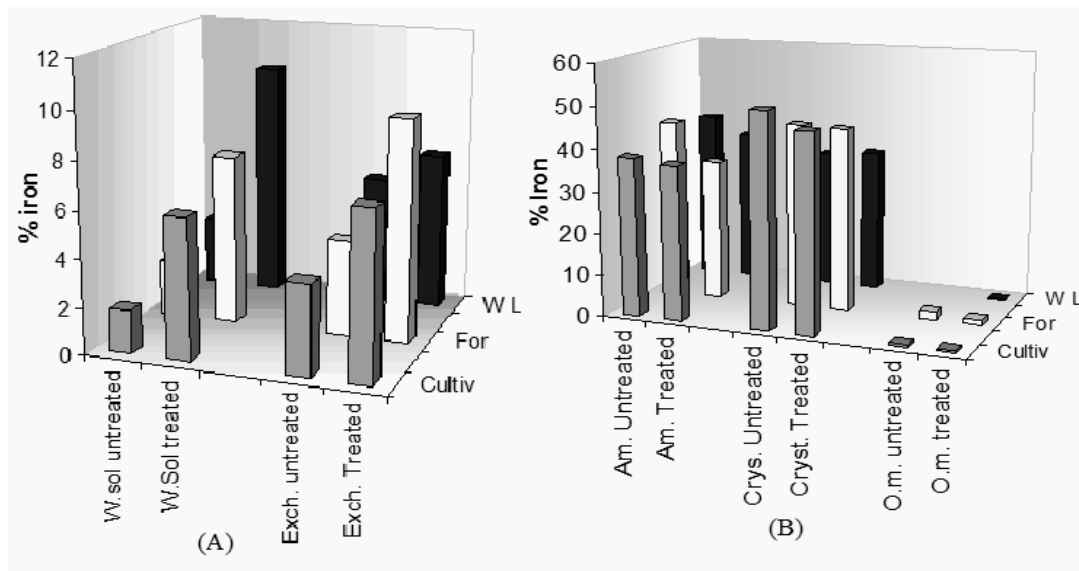 12
10
8
6
4
2
0
% iron
W.sol untreated
W.Sol treated
Exch. untreated
Exch. Treated
W L
For
Cultiv
(A)
60
50
40
30
20
10
0
% Iron
Am. Untreated
Am. Treated
Crys. Untreated
Cryst. Treated
O.m. untreated
O.m. treated
W L
For
Cultiv
(B)